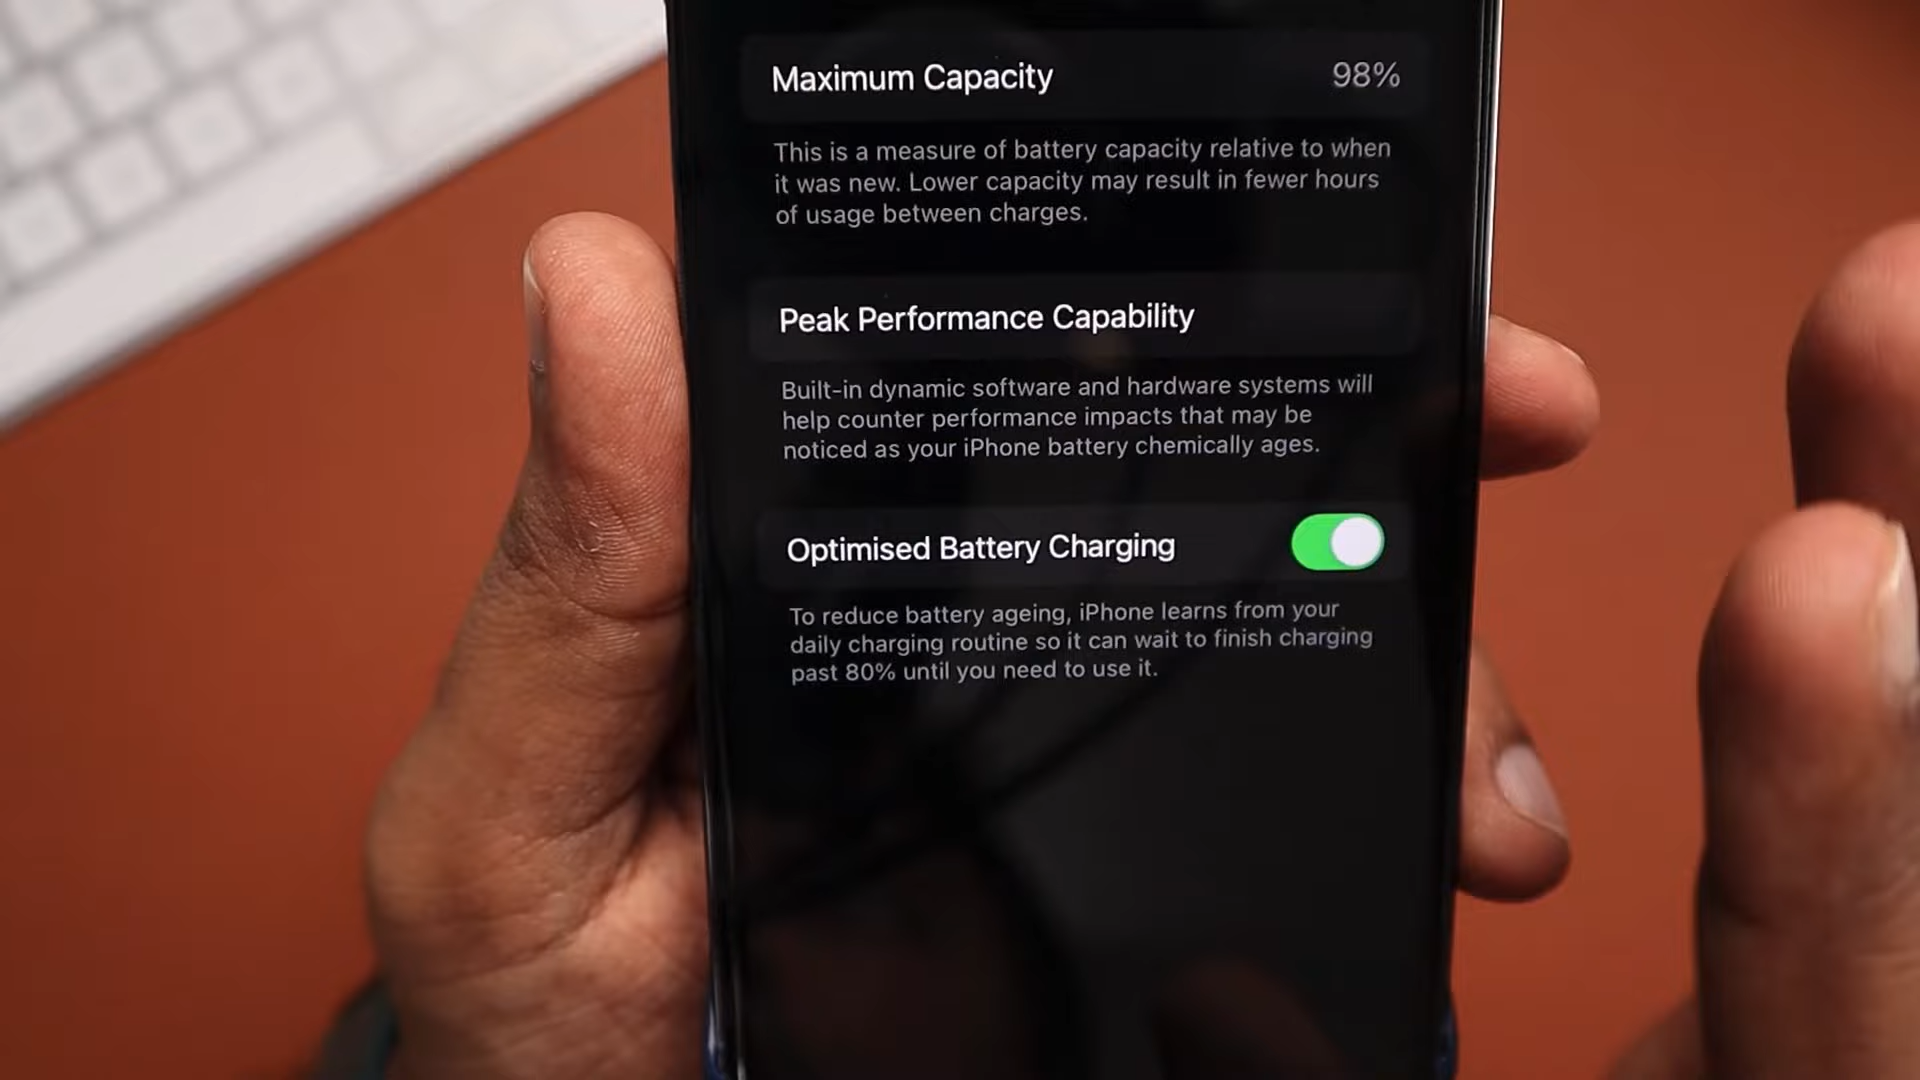 Maximum Capacity 98%
This is a measure of battery capacity relative to when
it was new. Lower capacity may result in fewer hours
of usage between charges.
Peak Performance Capability
Built-in dynamic software and hardware systems will
help counter performance impacts that may be
noticed as your iPhone battery chemically ages.
Optimised Battery Charging
To reduce battery ageing, iPhone learns from your
daily charging routine so it can wait to finish charging
past 80% until you need to use it.